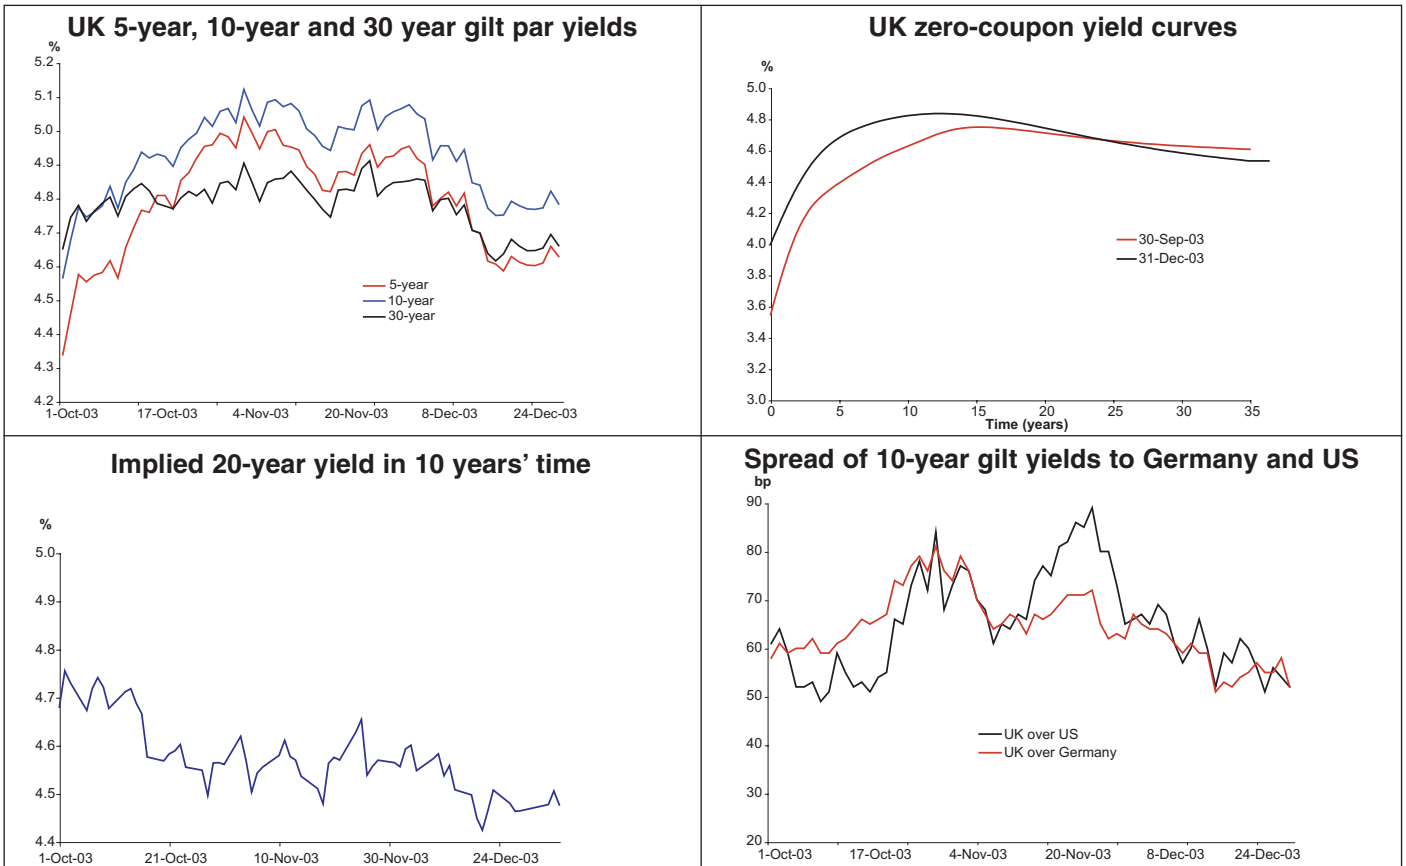 UK 5-year, 10-year and 30 year gilt par yields
%
5.2
5.1
5.0
4.9
4.8
4.7
4.6
4.5
4.4
4.3
4.2
5-year
10-year
30-year
1-Oct-03 17-Oct-03 4-Nov-03 20-Nov-03 8-Dec-03 24-Dec-03
UK zero-coupon yield curves
%
5.0
4.8
4.6
4.4
4.2
4.0
3.8
3.6
3.4
3.2
3.0
30-Sep-03
31-Dec-03
0 5 10 15 20 25 30 35
Time (years)
Implied 20-year yield in 10 years’ time
%
5.0
4.9
4.8
4.7
4.6
4.5
4.4
1-Oct-03 21-Oct-03 10-Nov-03 30-Nov-03 24-Dec-03
Spread of 10-year gilt yields to Germany and US
bp
90
80
70
60
50
40
30
20
UK over US
UK over Germany
1-Oct-03 17-Oct-03 4-Nov-03 20-Nov-03 8-Dec-03 24-Dec-03